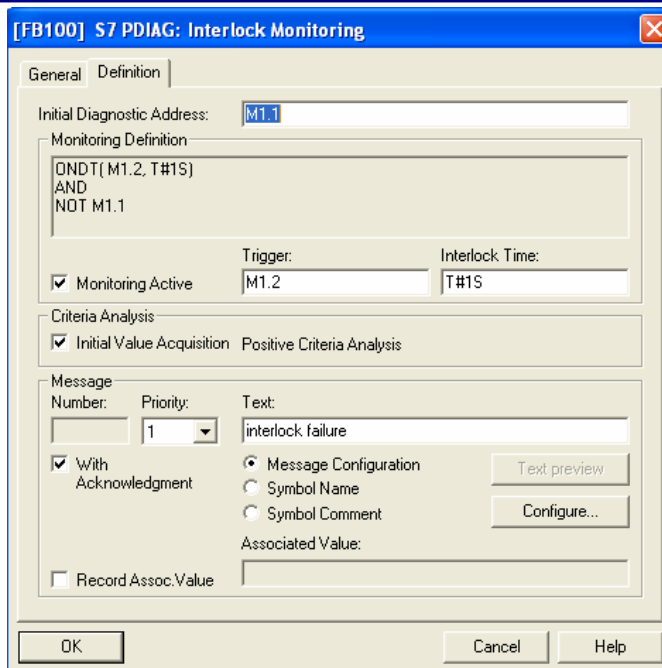 [FB100] S7 PDIAG: Interlock Monitoring
General Definition
Initial Diagnostic Address: M1.1
Monitoring Definition
ONDT( M1.2, T#1S)
AND
NOT M1.1
Trigger: Interlock Time:
Monitoring Active M1.2 T#1S
Criteria Analysis
Initial Value Acquisition Positive Criteria Analysis
Message
Number: Priority: Text:
1 interlock failure
With Message Configuration Text preview
Acknowledgment Symbol Name
Symbol Comment Configure...
Associated Value:
Record Assoc.Value
OK Cancel Help